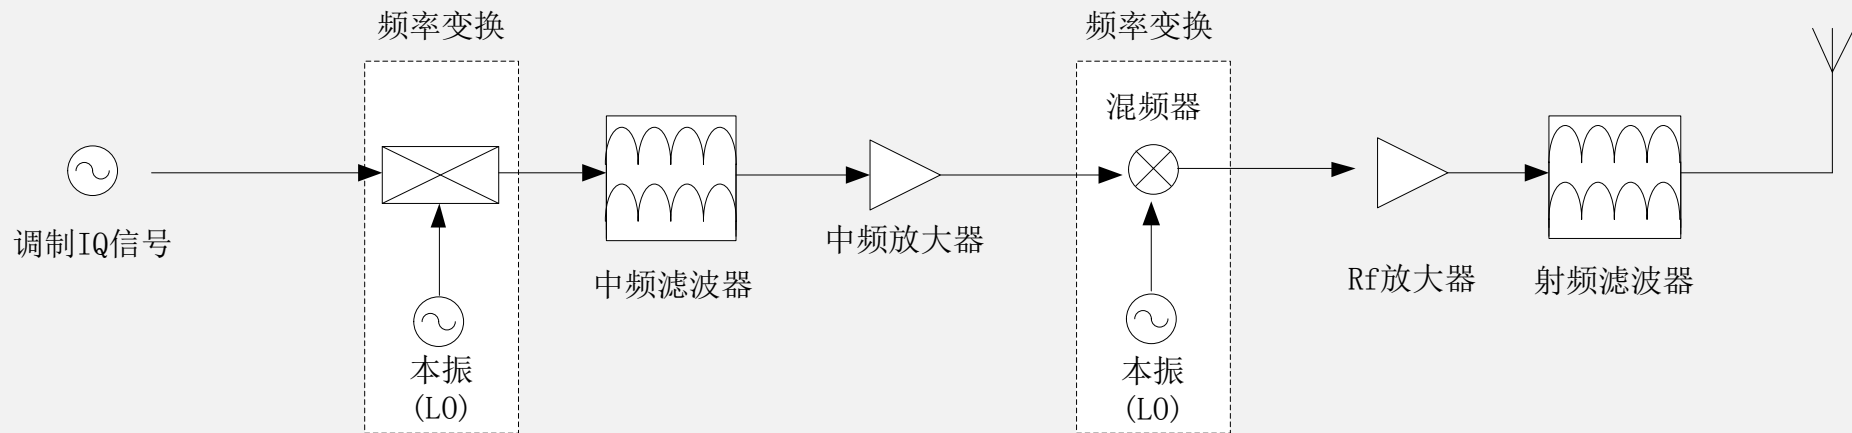 频率变换
频率变换
混频器
调制IQ信号
中频滤波器
中频放大器
Rf放大器
射频滤波器
本振
(LO)
本振
(LO)